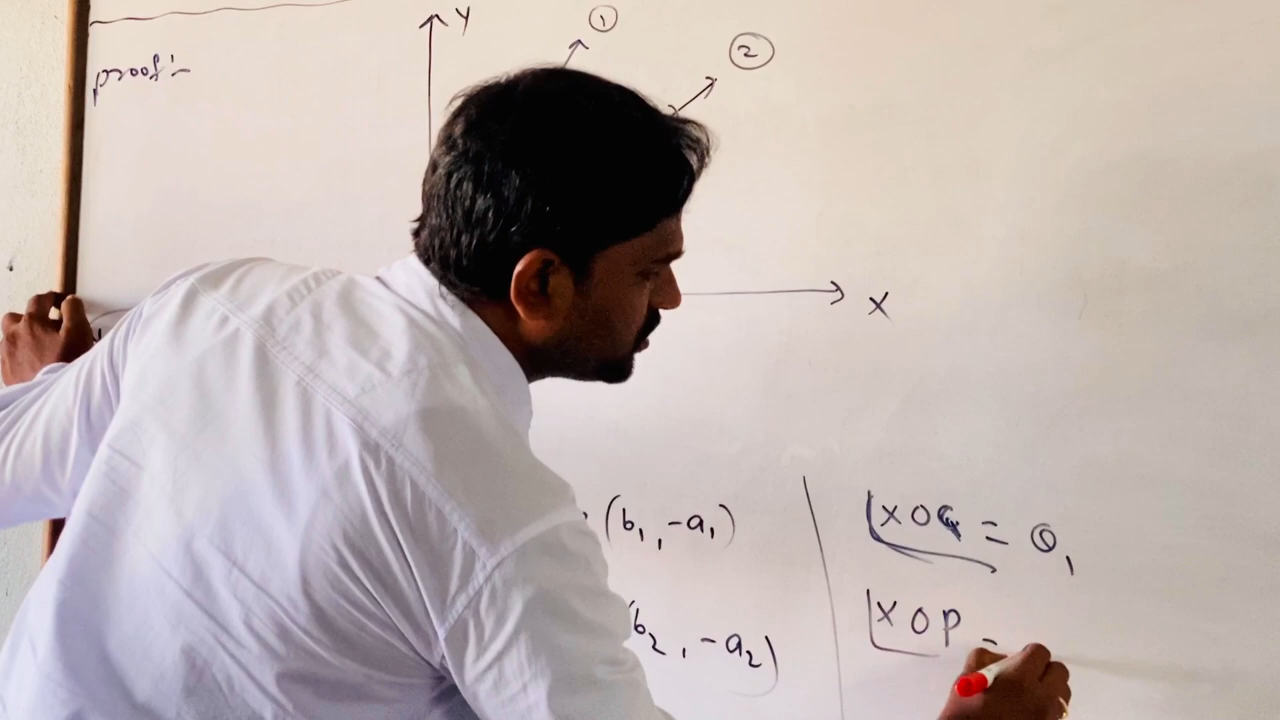 Y
①
②
proof:-
X
(b₁, -a₁)
XOQ = θ₁
(b₂, -a₂)
XOP =